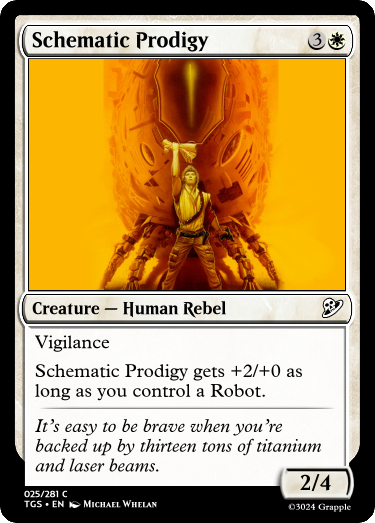 Schematic Prodigy 3
Creature — Human Rebel
Vigilance
Schematic Prodigy gets +2/+0 as
long as you control a Robot.
It's easy to be brave when you're
backed up by thirteen tons of titanium
and laser beams.
2/4
025/281 C
TGS • EN Michael Whelan
©3024 Grapple